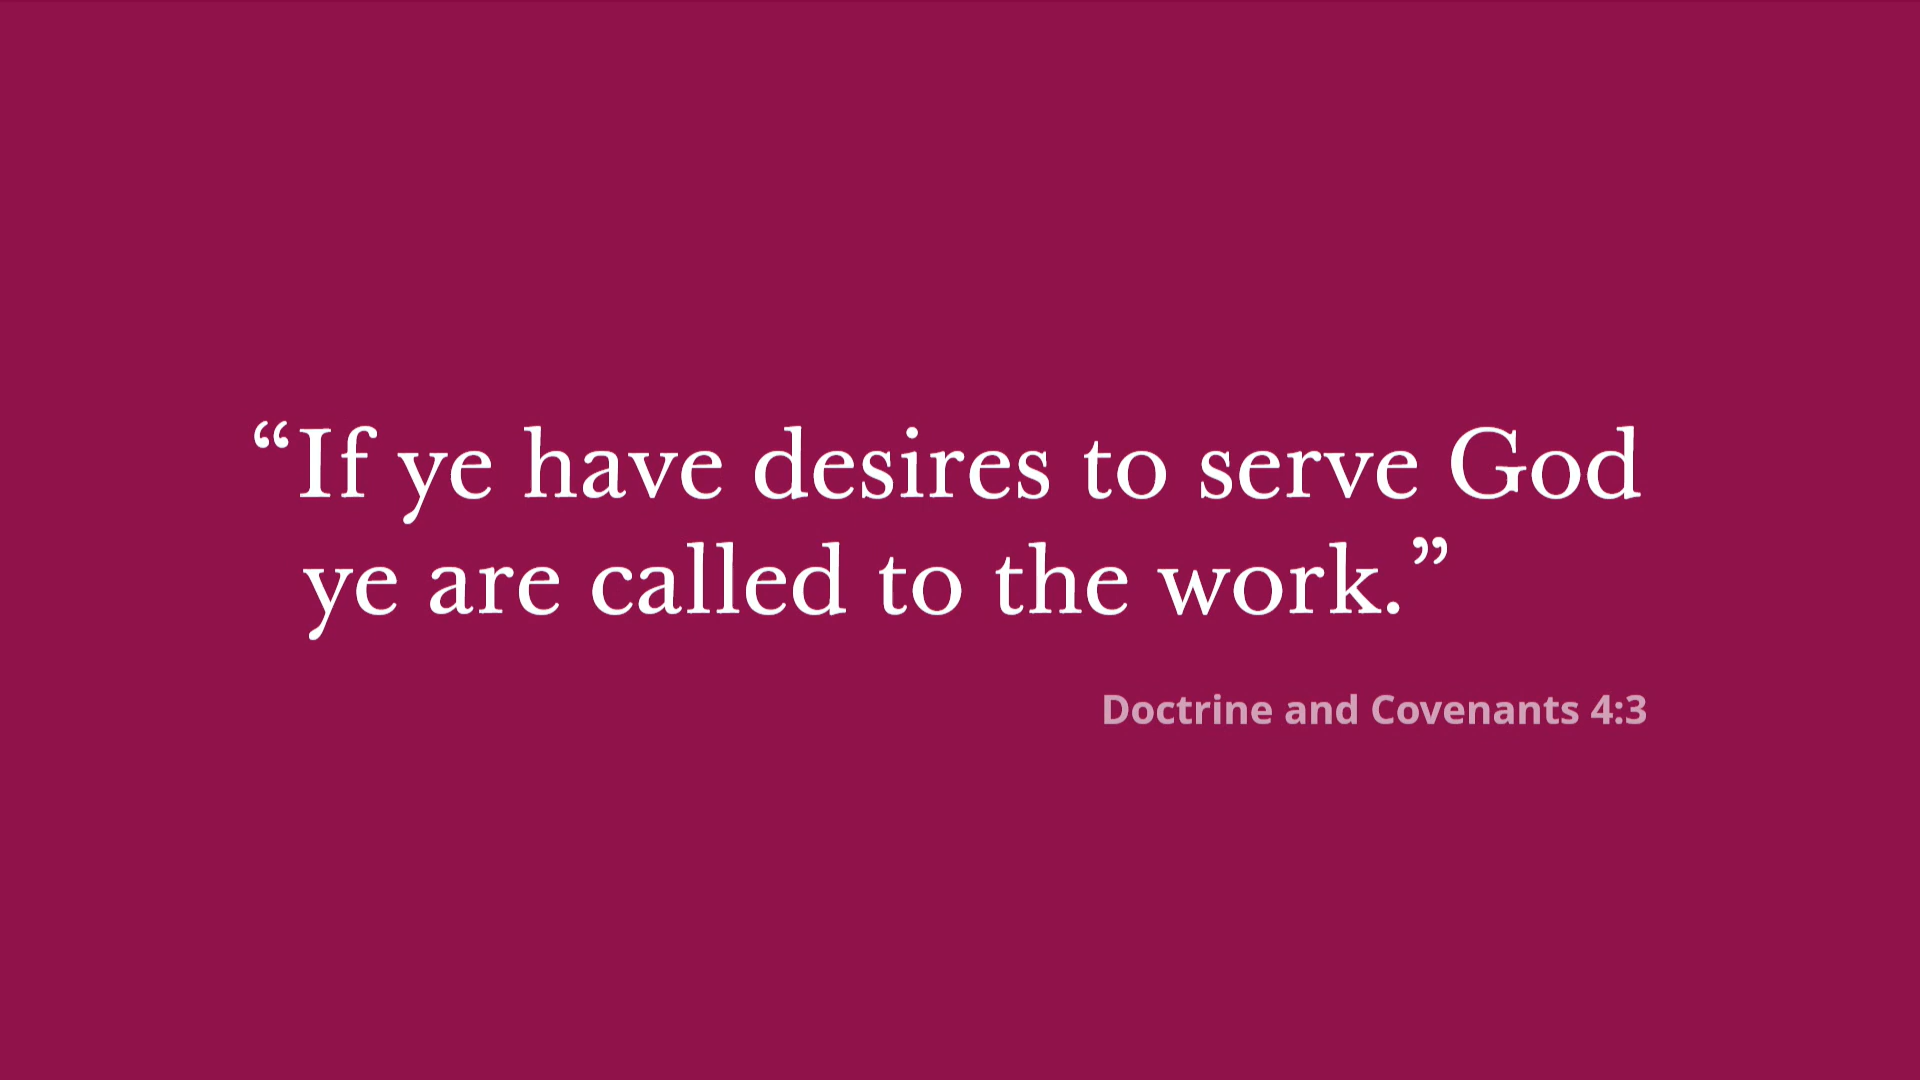 “If ye have desires to serve God
ye are called to the work.”
Doctrine and Covenants 4:3